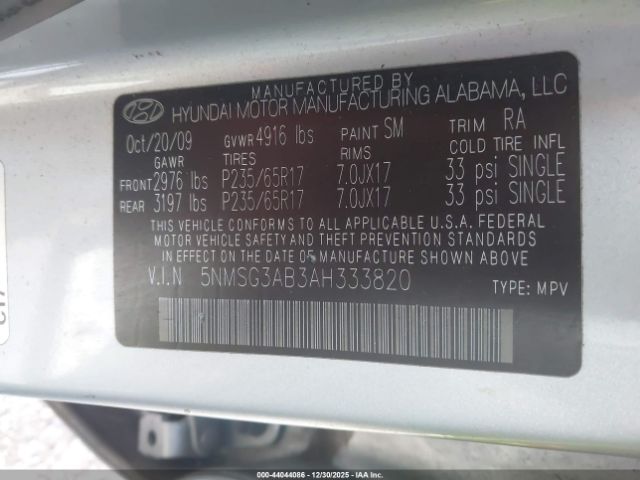 MANUFACTURED BY
HYUNDAI MOTOR MANUFACTURING ALABAMA, LLC
Oct/20/09 GVWR 4916 lbs PAINT SM TRIM RA
GAWR TIRES RIMS COLD TIRE INFL
FRONT 2976 lbs P235/65R17 7.0JX17 33 psi SINGLE
REAR 3197 lbs P235/65R17 7.0JX17 33 psi SINGLE
THIS VEHICLE CONFORMS TO ALL APPLICABLE U.S.A. FEDERAL
MOTOR VEHICLE SAFETY AND THEFT PREVENTION STANDARDS
IN EFFECT ON THE DATE OF MANUFACTURE SHOWN ABOVE.
V.I.N 5NMSG3AB3AH333820 TYPE: MPV
000-44044086 - 12/30/2025 - IAAI.COM